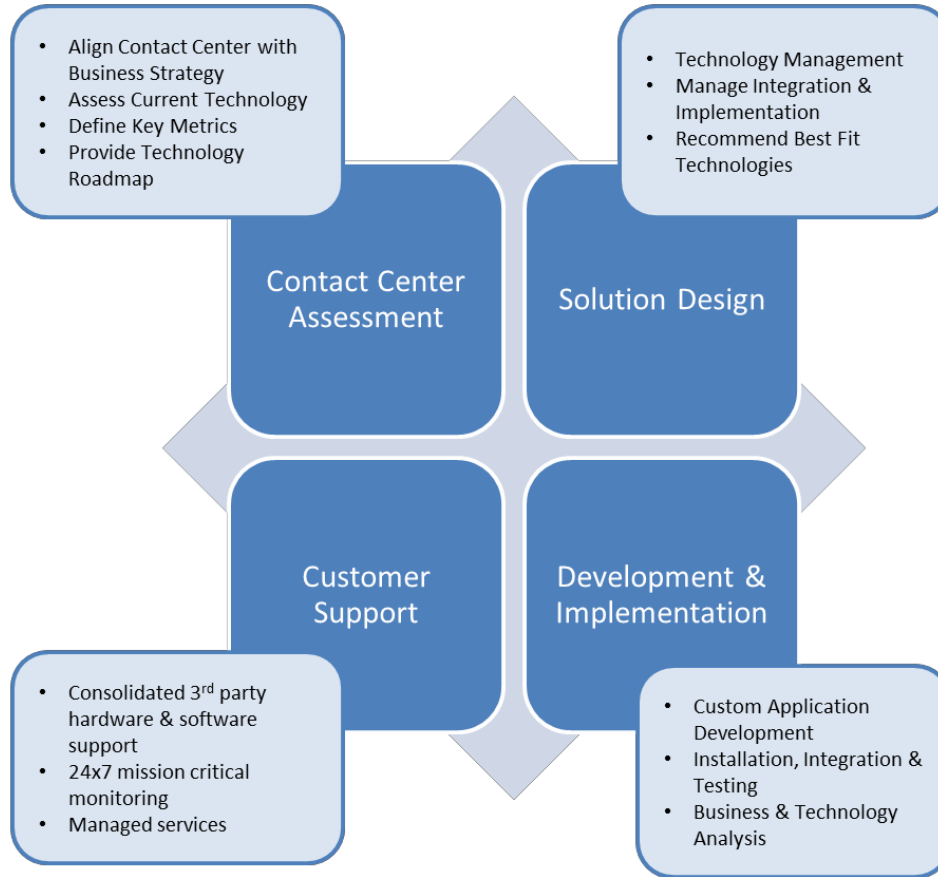 • Align Contact Center with
Business Strategy
• Assess Current Technology
• Define Key Metrics
• Provide Technology
Roadmap
• Technology Management
• Manage Integration &
Implementation
• Recommend Best Fit
Technologies
Contact Center
Assessment
Solution Design
Customer
Support
Development &
Implementation
• Consolidated 3rd party
hardware & software
support
• 24x7 mission critical
monitoring
• Managed services
• Custom Application
Development
• Installation, Integration &
Testing
• Business & Technology
Analysis